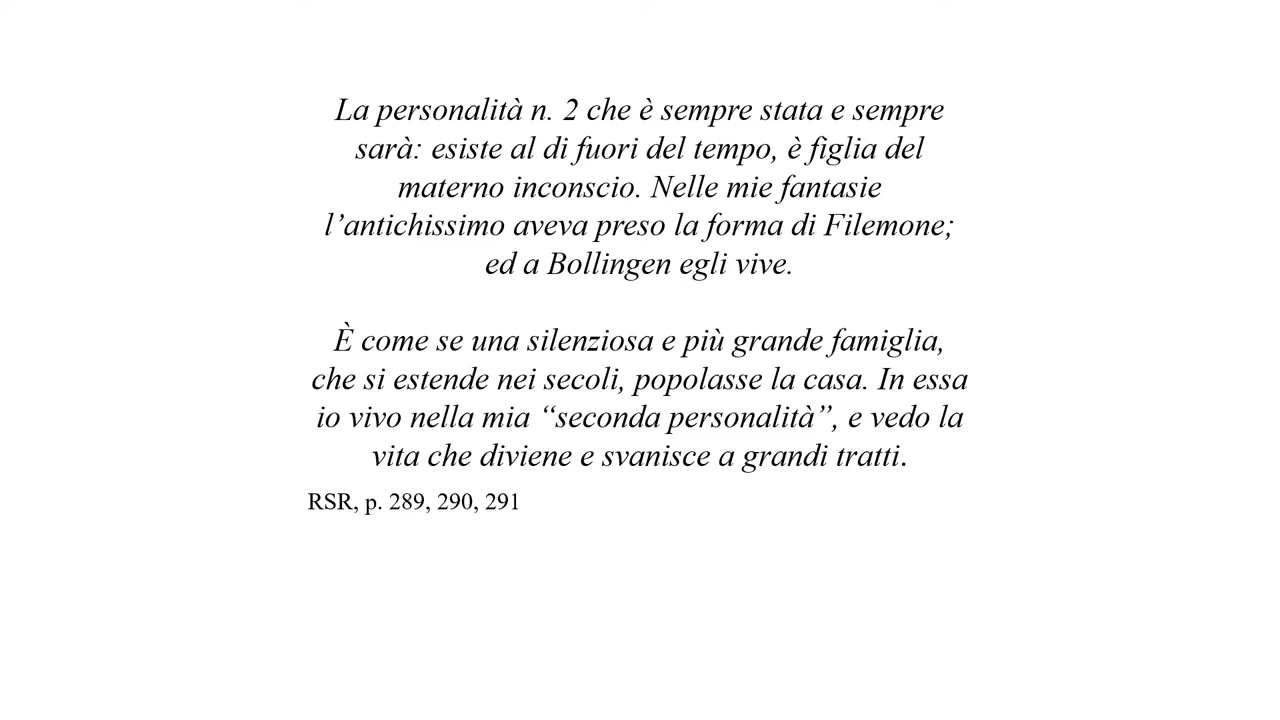 La personalità n. 2 che è sempre stata e sempre
sarà: esiste al di fuori del tempo, è figlia del
materno inconscio. Nelle mie fantasie
l’antichissimo aveva preso la forma di Filemone;
ed a Bollingen egli vive.
È come se una silenziosa e più grande famiglia,
che si estende nei secoli, popolasse la casa. In essa
io vivo nella mia “seconda personalità”, e vedo la
vita che diviene e svanisce a grandi tratti.
RSR, p. 289, 290, 291